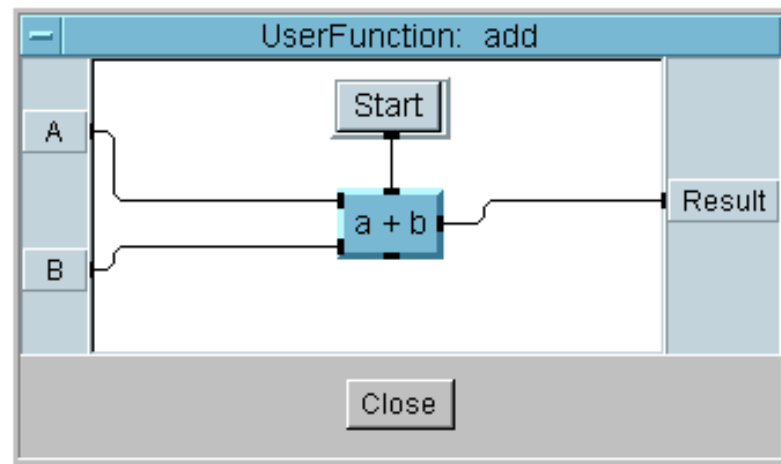 UserFunction: add
Start
A
a + b
Result
B
Close